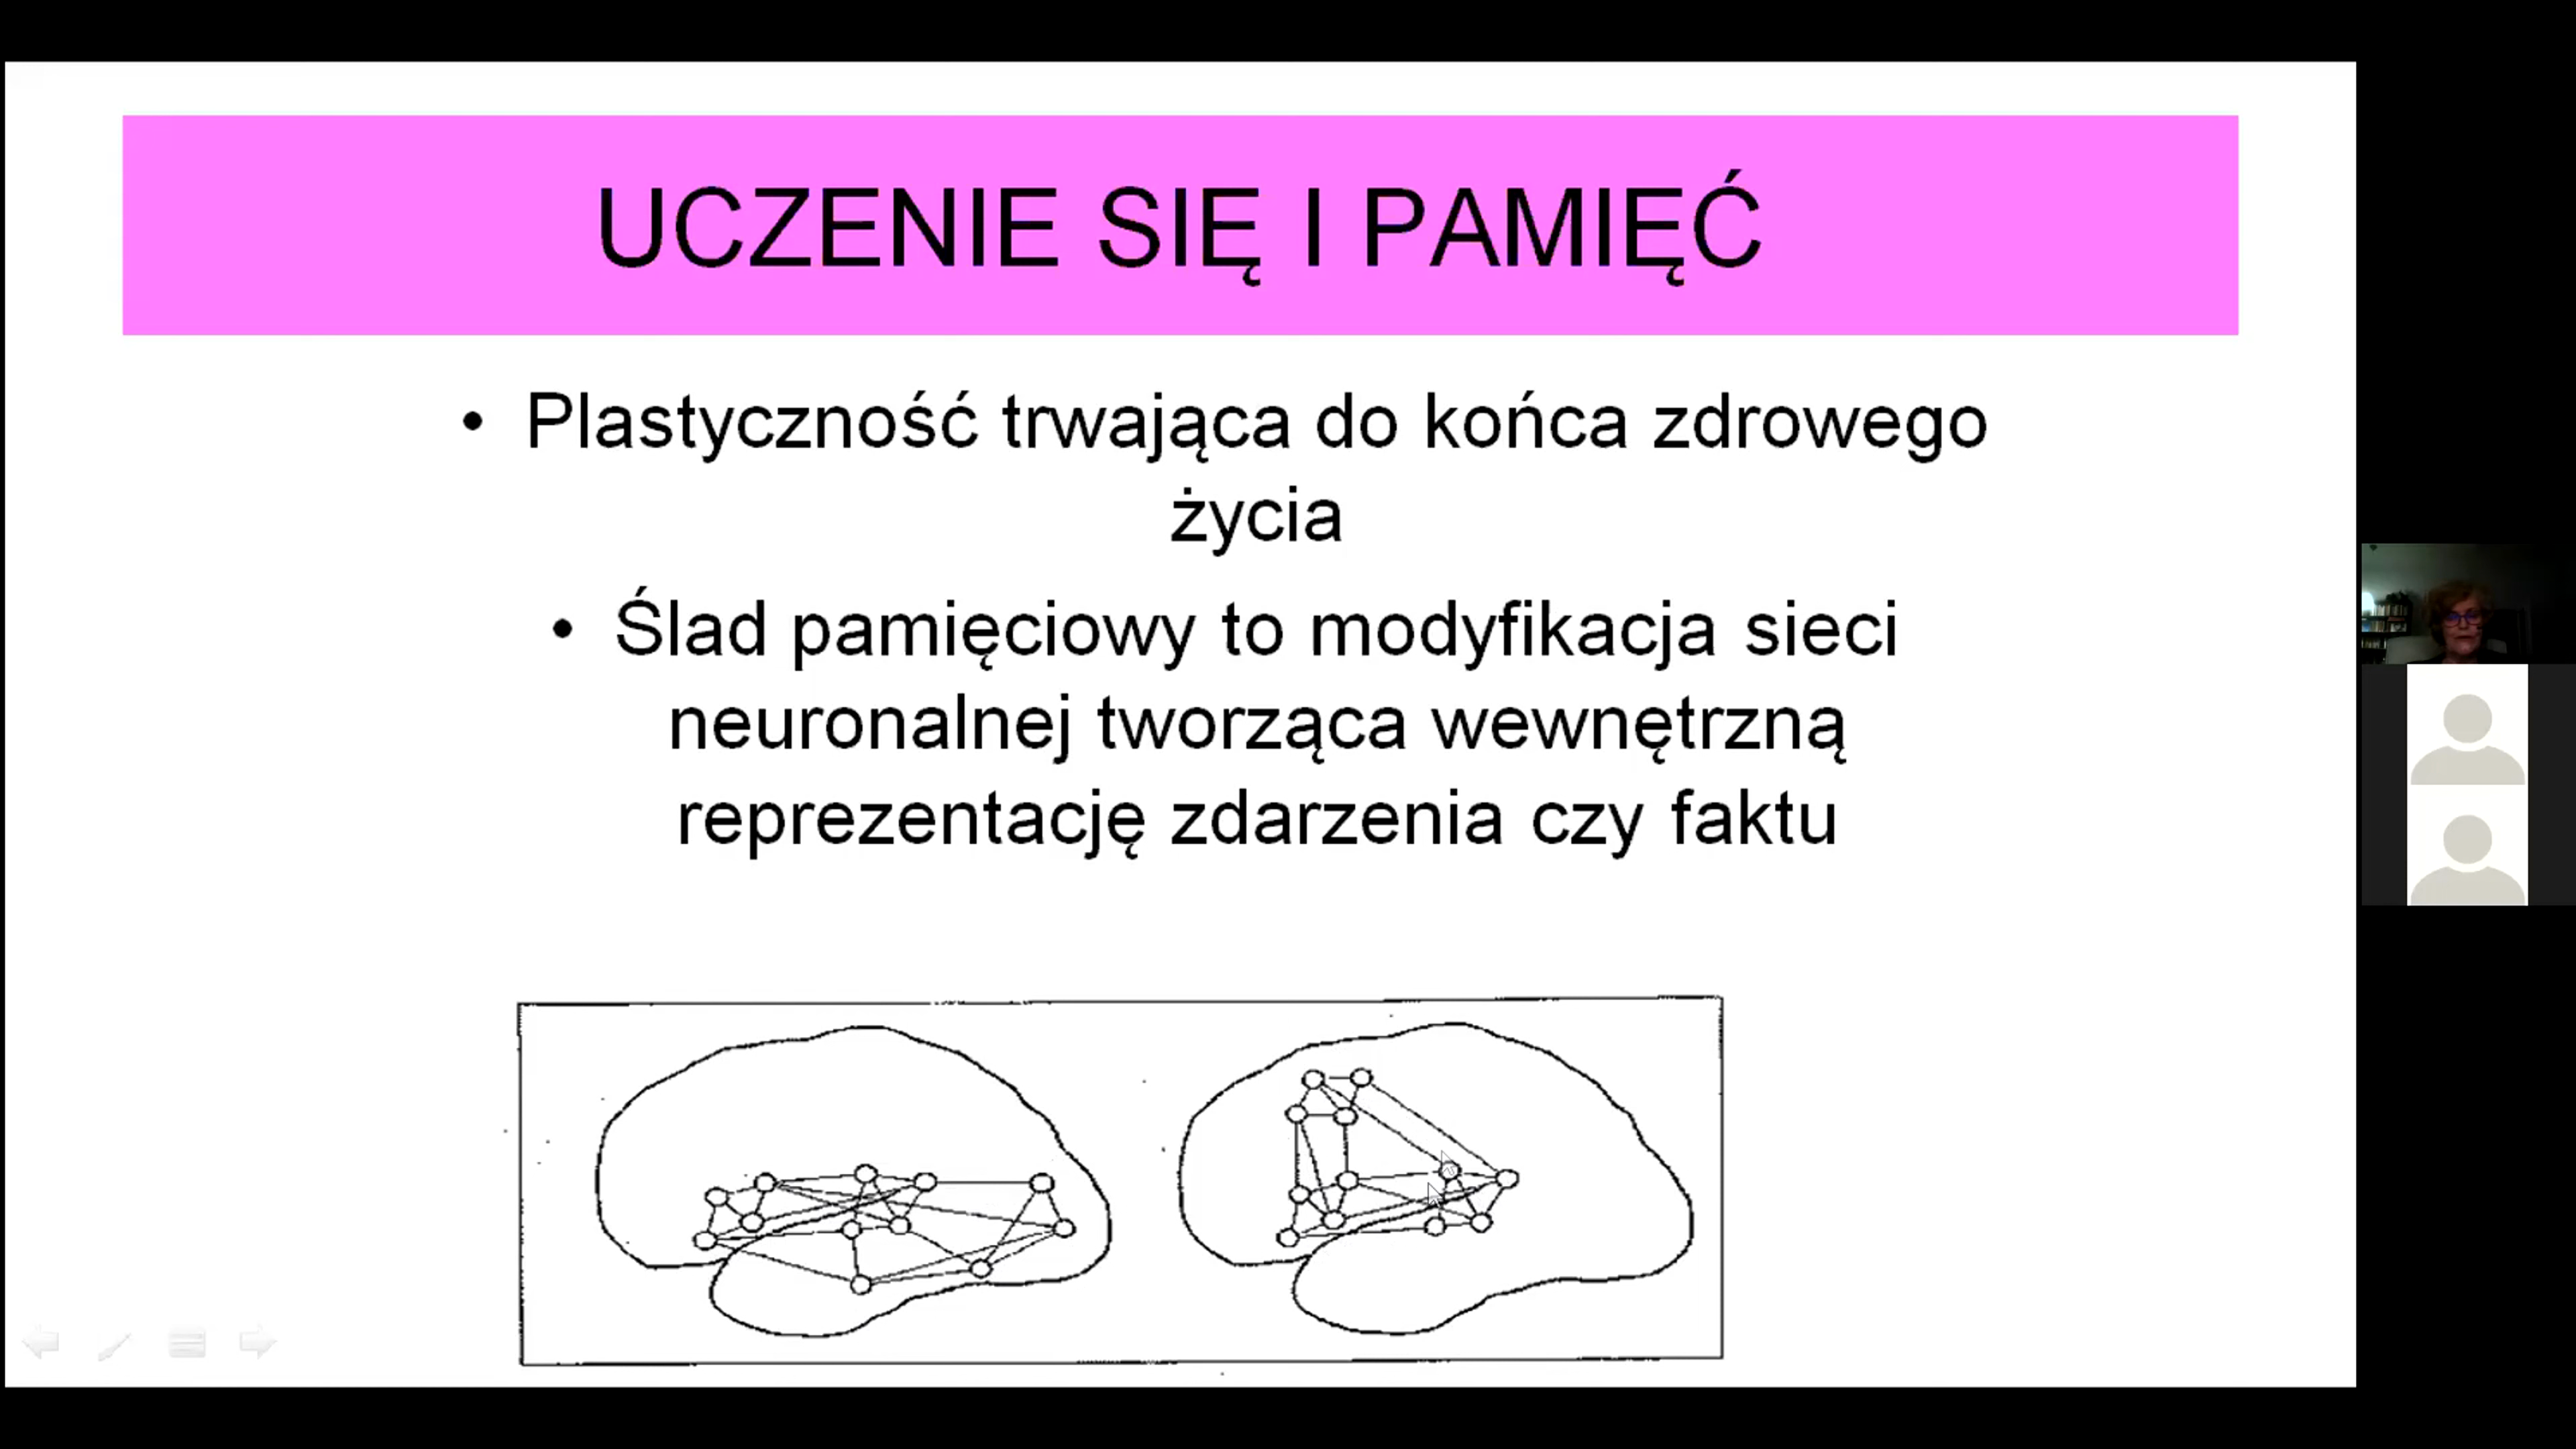 UCZENIE SIĘ I PAMIĘĆ
• Plastyczność trwająca do końca zdrowego
życia
• Ślad pamięciowy to modyfikacja sieci
neuronalnej tworząca wewnętrzną
reprezentację zdarzenia czy faktu